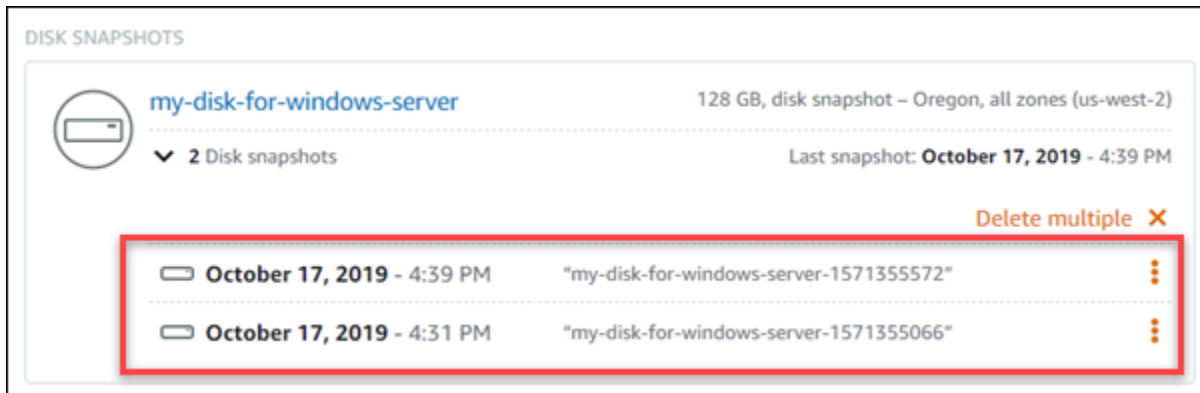 DISK SNAPSHOTS
my-disk-for-windows-server 128 GB, disk snapshot – Oregon, all zones (us-west-2)
2 Disk snapshots Last snapshot: October 17, 2019 - 4:39 PM
Delete multiple
October 17, 2019 - 4:39 PM "my-disk-for-windows-server-1571355572"
October 17, 2019 - 4:31 PM "my-disk-for-windows-server-1571355066"